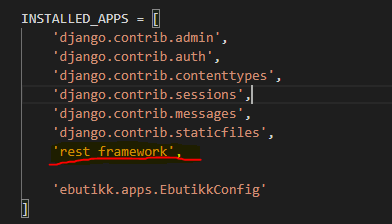 INSTALLED_APPS = [
'django.contrib.admin',
'django.contrib.auth',
'django.contrib.contenttypes',
'django.contrib.sessions',
'django.contrib.messages',
'django.contrib.staticfiles',
'rest framework',
'ebutikk.apps.EbutikkConfig'
]